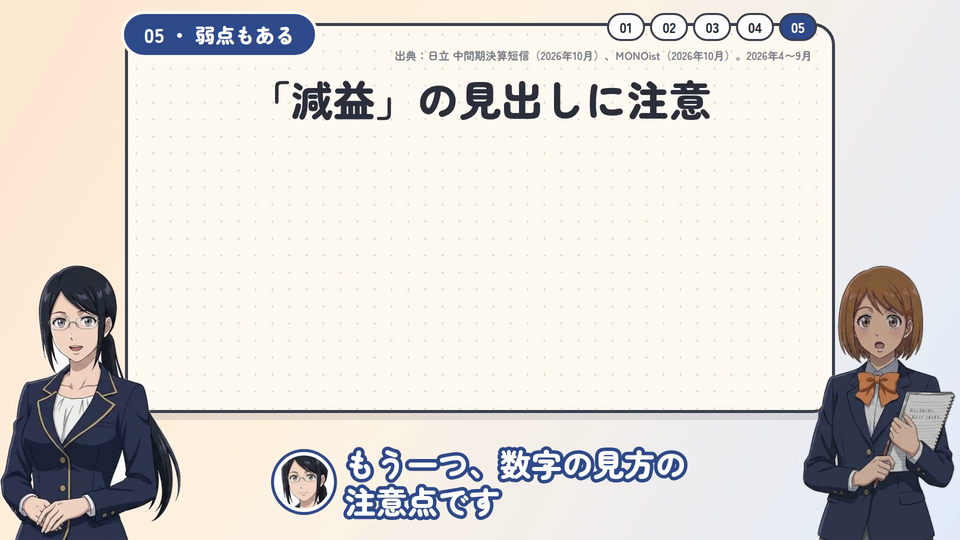 05 ・ 弱点もある
01 02 03 04 05
出典：日立 中間期決算短信（2026年10月）、MONOist（2026年10月）。2026年4〜9月
「減益」の見出しに注意
もう一つ、数字の見方の
注意点です